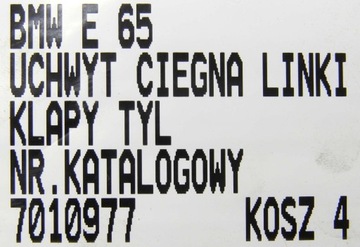 BMW E 65
UCHWYT CIEGNA LINKI
KLAPY TYL
NR.KATALOGOWY
7010977 KOSZ 4